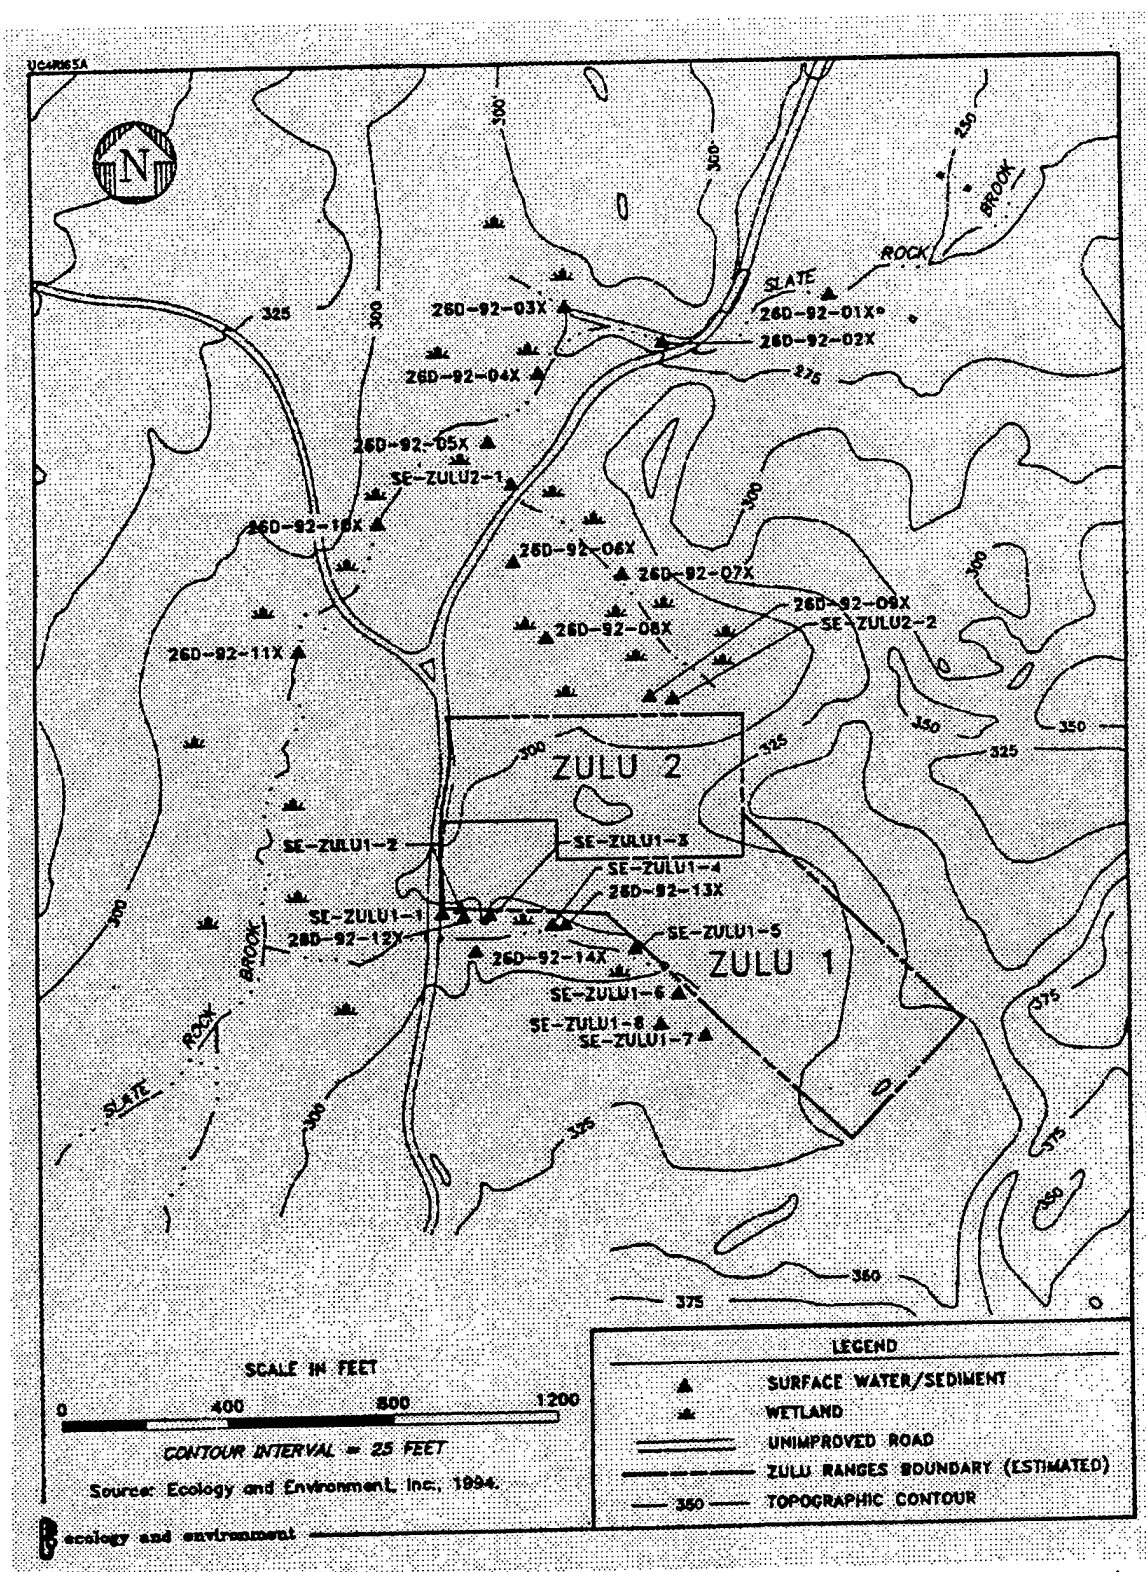 UC4R165A
N
300'
300
250
BROOK
ROCK
SLATE
26D-92-03X
26D-92-01X
325
300
26D-92-02X
26D-92-04X
275
26D-92-05X
SE-ZULU2-1
300
26D-92-10X
26D-92-06X
300
26D-92-07X
26D-92-09X
SE-ZULU2-2
26D-92-08X
26D-92-11X
350
350
325
325
300
ZULU 2
SE-ZULU1-2
SE-ZULU1-3
SE-ZULU1-4
26D-92-13X
300
SE-ZULU1-1
SE-ZULU1-5
26D-92-12X
BROOK
26D-92-14X
ZULU 1
SE-ZULU1-6
375
ROCK
SE-ZULU1-8
SE-ZULU1-7
SLATE
300
325
375
350
350
375
SCALE IN FEET
0 400 800 1200
CONTOUR INTERVAL = 25 FEET
Source: Ecology and Environment, Inc., 1994.
ecology and environment
LEGEND
SURFACE WATER/SEDIMENT
WETLAND
UNIMPROVED ROAD
ZULU RANGES BOUNDARY (ESTIMATED)
350 TOPOGRAPHIC CONTOUR